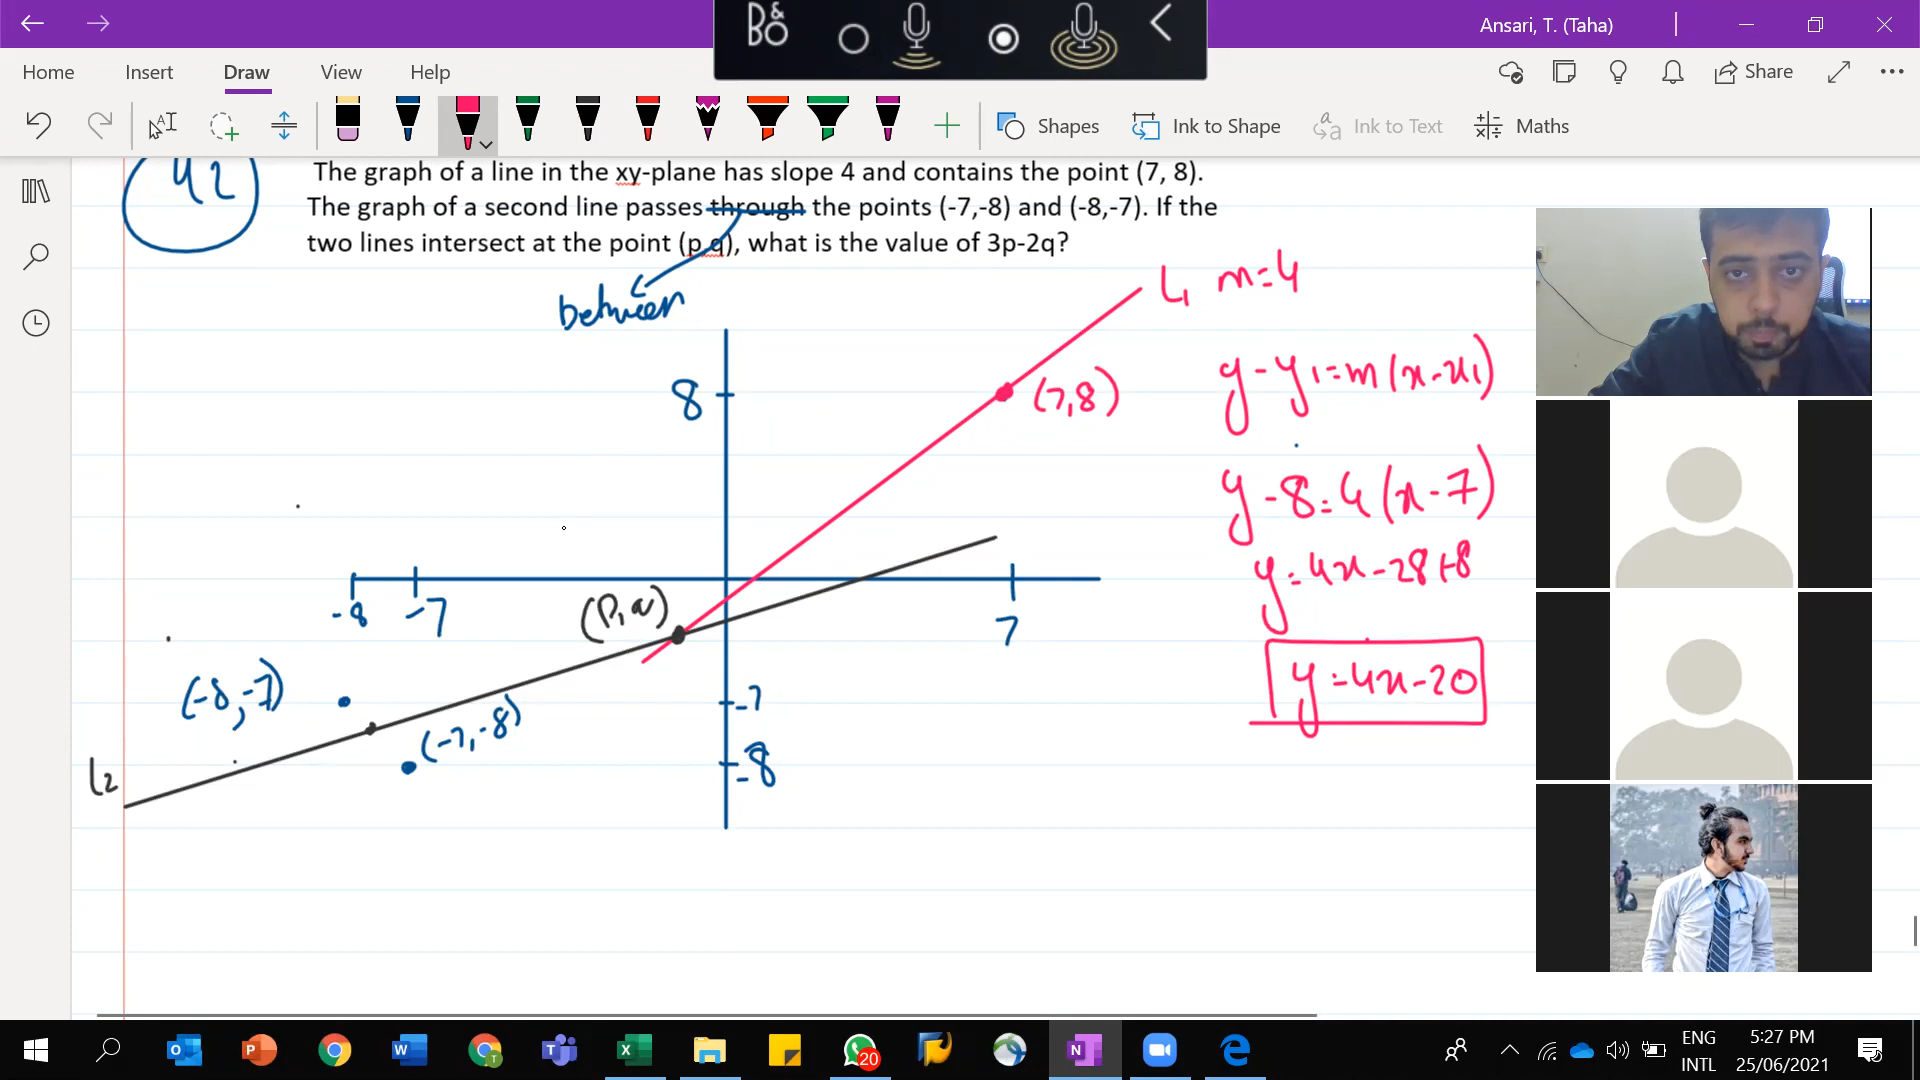 B&O
Ansari, T. (Taha)
Home Insert Draw View Help
Share
Shapes Ink to Shape Ink to Text Maths
42
The graph of a line in the xy-plane has slope 4 and contains the point (7, 8).
The graph of a second line passes through the points (-7,-8) and (-8,-7). If the
two lines intersect at the point (p,q), what is the value of 3p-2q?
between
L1 m=4
8
(7,8)
y-y1=m(x-x1)
y-8=4(x-7)
y=4x-28+8
(P,q)
-8 -7
7
y=4x-20
(-8,-7)
-7
(-7,-8)
-8
L2
20
ENG
INTL
5:27 PM
25/06/2021